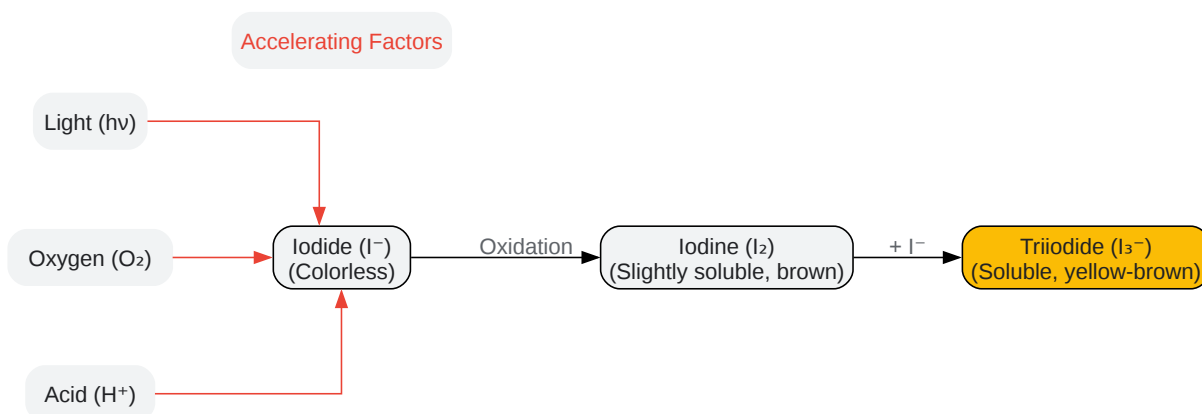 Accelerating Factors
Light (hν)
Oxygen (O₂)
Iodide (I⁻)
(Colorless)
Oxidation
Iodine (I₂)
(Slightly soluble, brown)
+ I⁻
Triiodide (I₃⁻)
(Soluble, yellow-brown)
Acid (H⁺)